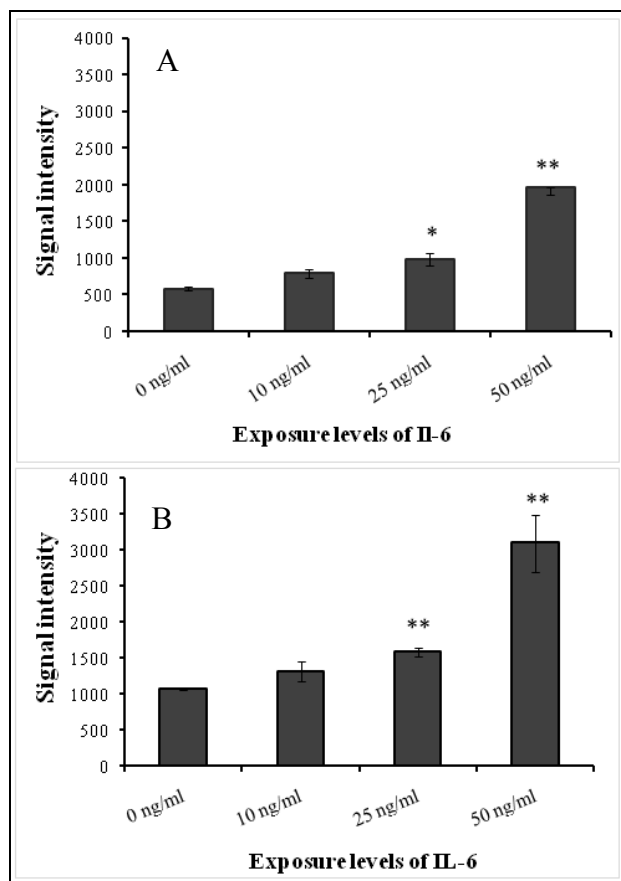 A
Signal intensity
4000
3500
3000
2500
2000
1500
1000
500
0
*
**
0 ng/ml
10 ng/ml
25 ng/ml
50 ng/ml
Exposure levels of Il-6
B
Signal intensity
4000
3500
3000
2500
2000
1500
1000
500
0
**
**
0 ng/ml
10 ng/ml
25 ng/ml
50 ng/ml
Exposure levels of IL-6